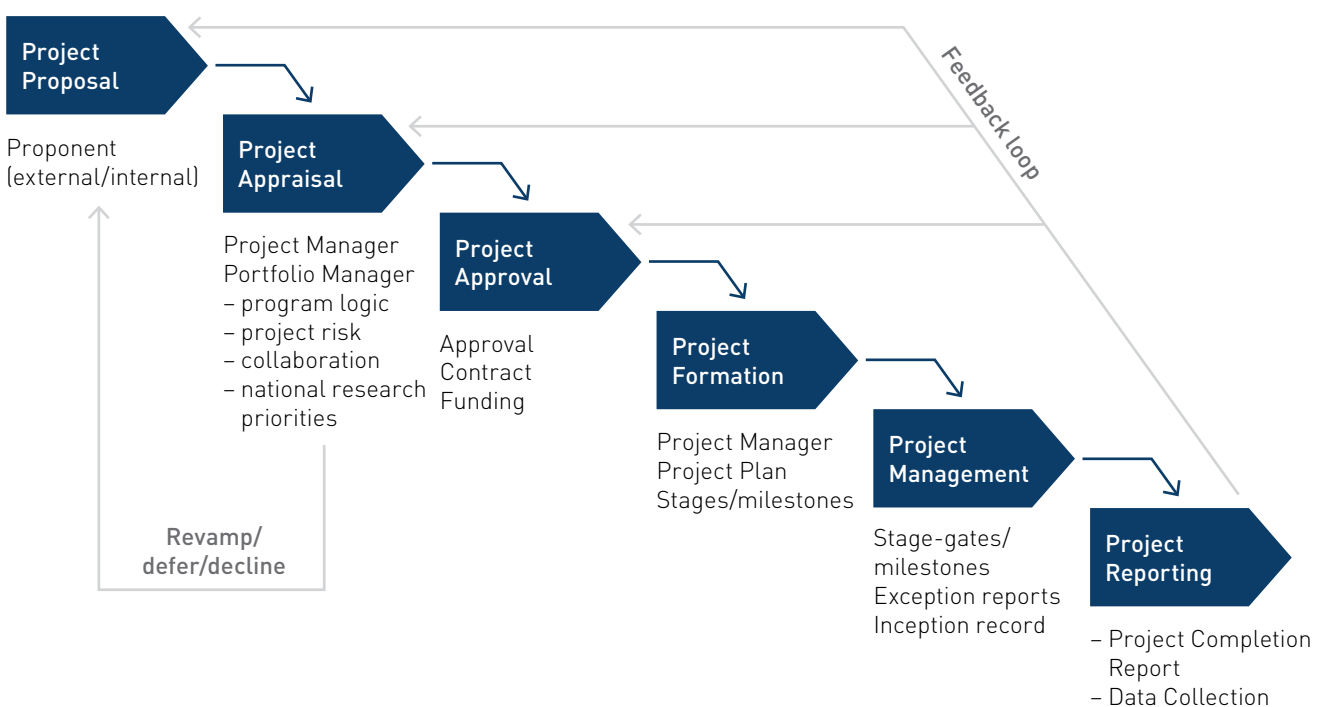 Project
Proposal
Proponent
(external/internal)
Project
Appraisal
Project Manager
Portfolio Manager
– program logic
– project risk
– collaboration
– national research
priorities
Revamp/
defer/decline
Project
Approval
Approval
Contract
Funding
Project
Formation
Project Manager
Project Plan
Stages/milestones
Project
Management
Stage-gates/
milestones
Exception reports
Inception record
Project
Reporting
– Project Completion
Report
– Data Collection
Feedback loop